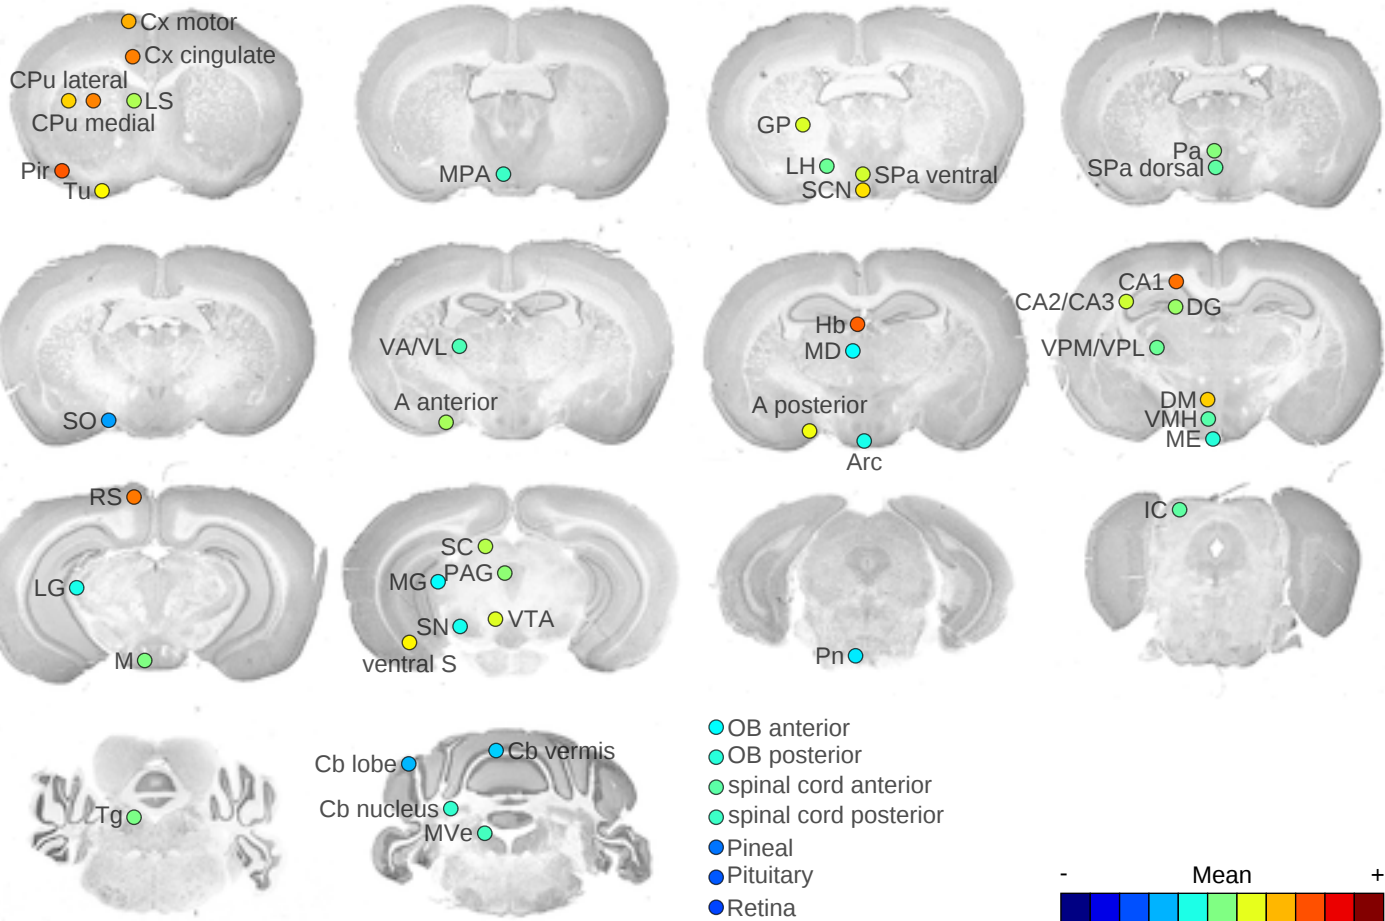 Cx motor
Cx cingulate
CPu lateral
LS
CPu medial
Pir
Tu
MPA
GP
LH
SPa ventral
SCN
Pa
SPa dorsal
SO
VA/VL
A anterior
Hb
MD
A posterior
Arc
CA1
CA2/CA3
DG
VPM/VPL
DM
VMH
ME
RS
LG
M
SC
PAG
MG
SN
VTA
ventral S
Pn
IC
Tg
Cb lobe
Cb vermis
Cb nucleus
MVe
OB anterior
OB posterior
spinal cord anterior
spinal cord posterior
Pineal
Pituitary
Retina
- Mean +